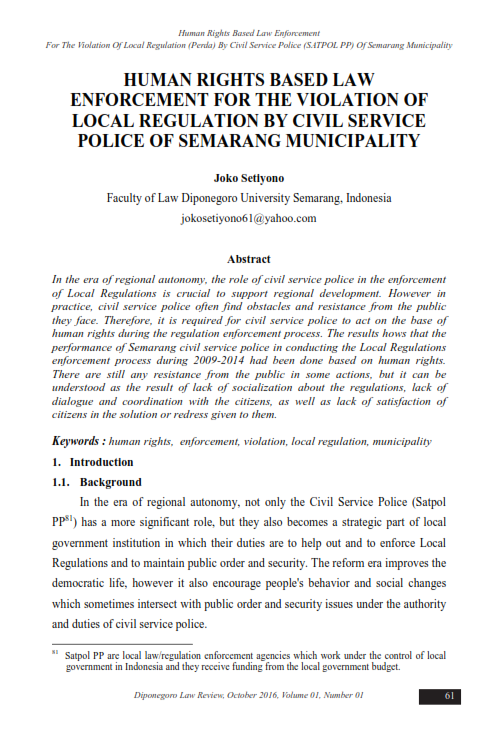 Human Rights Based Law Enforcement
For The Violation Of Local Regulation (Perda) By Civil Service Police (SATPOL PP) Of Semarang Municipality
HUMAN RIGHTS BASED LAW
ENFORCEMENT FOR THE VIOLATION OF
LOCAL REGULATION BY CIVIL SERVICE
POLICE OF SEMARANG MUNICIPALITY
Joko Setiyono
Faculty of Law Diponegoro University Semarang, Indonesia
jokosetiyono61@yahoo.com
Abstract
In the era of regional autonomy, the role of civil service police in the enforcement
of Local Regulations is crucial to support regional development. However in
practice, civil service police often find obstacles and resistance from the public
they face. Therefore, it is required for civil service police to act on the base of
human rights during the regulation enforcement process. The results hows that the
performance of Semarang civil service police in conducting the Local Regulations
enforcement process during 2009-2014 had been done based on human rights.
There are still any resistance from the public in some actions, but it can be
understood as the result of lack of socialization about the regulations, lack of
dialogue and coordination with the citizens, as well as lack of satisfaction of
citizens in the solution or redress given to them.
Keywords : human rights, enforcement, violation, local regulation, municipality
1. Introduction
1.1. Background
In the era of regional autonomy, not only the Civil Service Police (Satpol
PP81) has a more significant role, but they also becomes a strategic part of local
government institution in which their duties are to help out and to enforce Local
Regulations and to maintain public order and security. The reform era improves the
democratic life, however it also encourage people's behavior and social changes
which sometimes intersect with public order and security issues under the authority
and duties of civil service police.
81 Satpol PP are local law/regulation enforcement agencies which work under the control of local
government in Indonesia and they receive funding from the local government budget.
Diponegoro Law Review, October 2016, Volume 01, Number 01
61